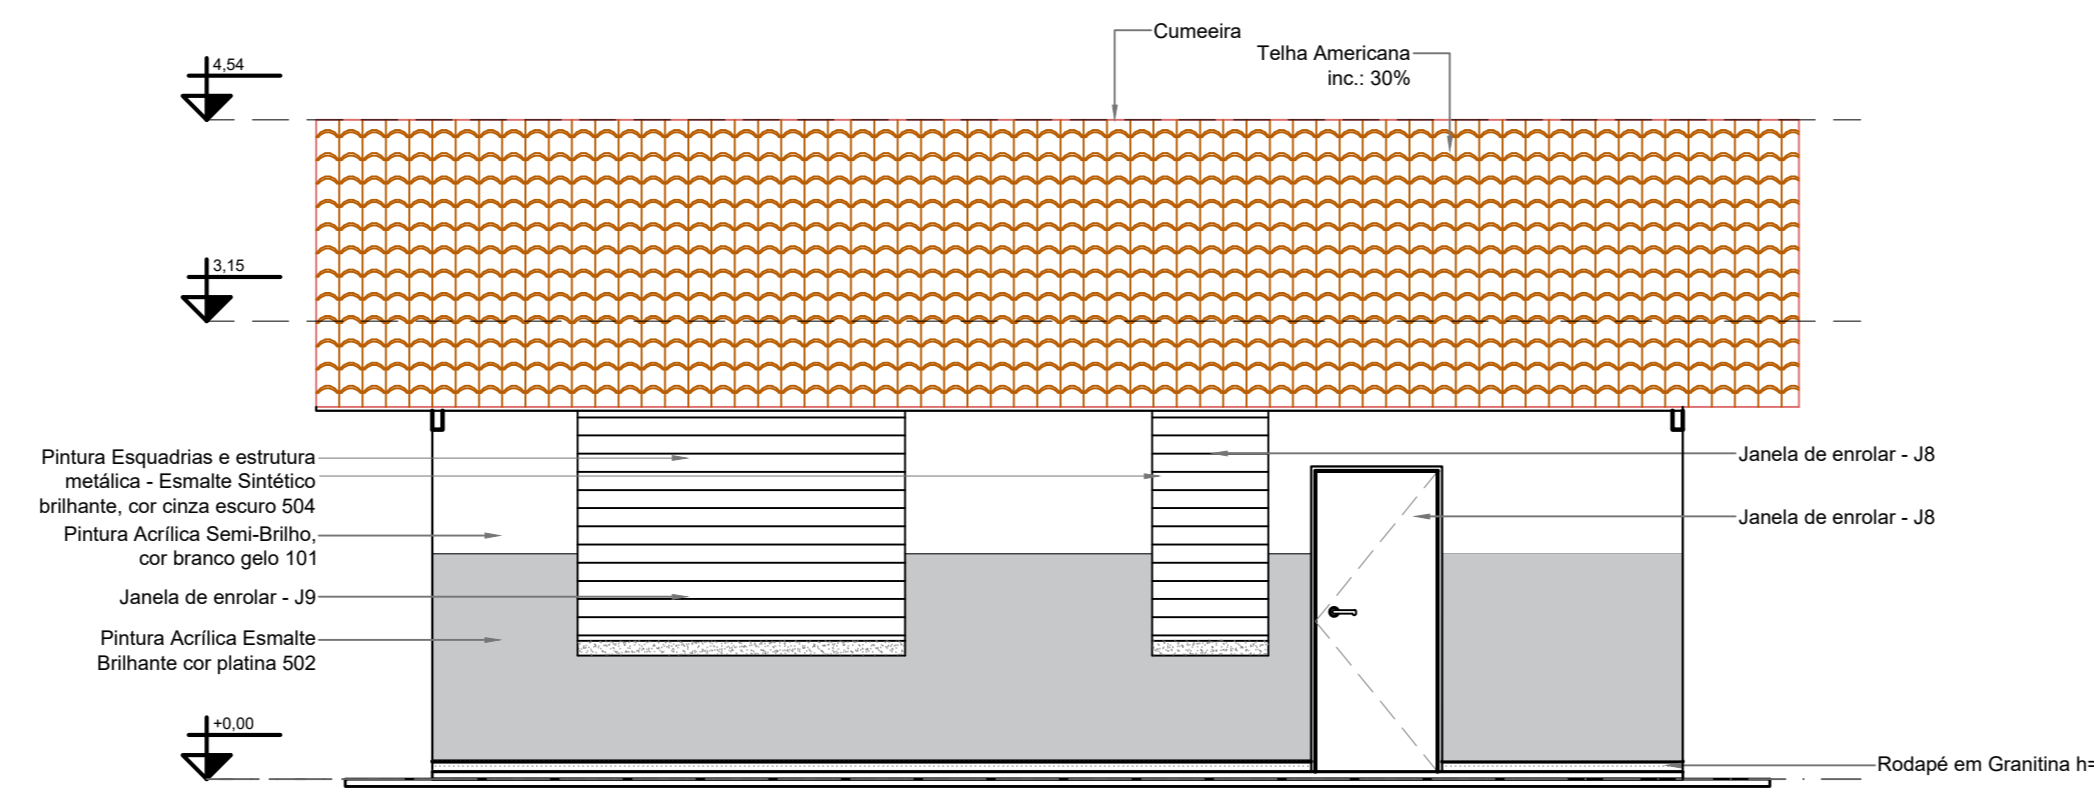 Cumeeira
Telha Americana
inc.: 30%
4,54
3,15
Pintura Esquadrias e estrutura
metálica - Esmalte Sintético
brilhante, cor cinza escuro 504
Pintura Acrílica Semi-Brilho,
cor branco gelo 101
Janela de enrolar - J9
Pintura Acrílica Esmalte
Brilhante cor platina 502
+0,00
Janela de enrolar - J8
Janela de enrolar - J8
Rodapé em Granitina h=